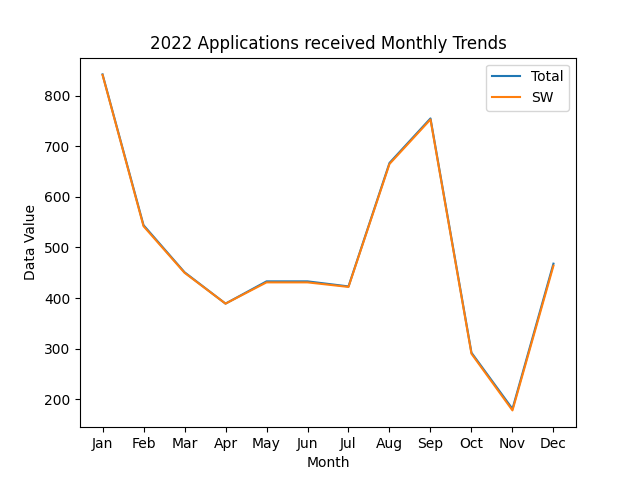 2022 Applications received Monthly Trends
Total
SW
800
700
600
500
400
300
200
Data Value
Jan Feb Mar Apr May Jun Jul Aug Sep Oct Nov Dec
Month